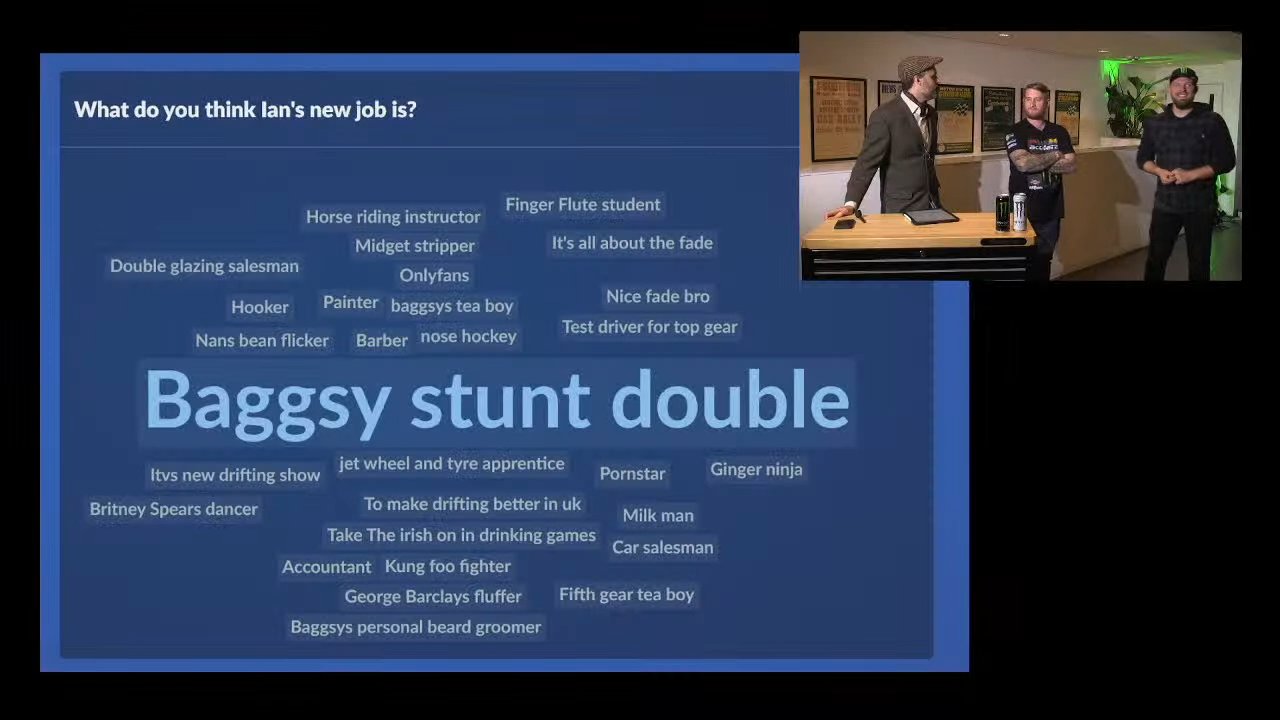 What do you think Ian's new job is?
Finger Flute student
Horse riding instructor
It's all about the fade
Midget stripper
Double glazing salesman
Onlyfans
Nice fade bro
Painter
baggsys tea boy
Hooker
Test driver for top gear
nose hockey
Nans bean flicker
Barber
Baggsy stunt double
jet wheel and tyre apprentice
Ginger ninja
Itvs new drifting show
Pornstar
To make drifting better in uk
Britney Spears dancer
Milk man
Take The irish on in drinking games
Car salesman
Accountant
Kung foo fighter
George Barclays fluffer
Fifth gear tea boy
Baggsys personal beard groomer